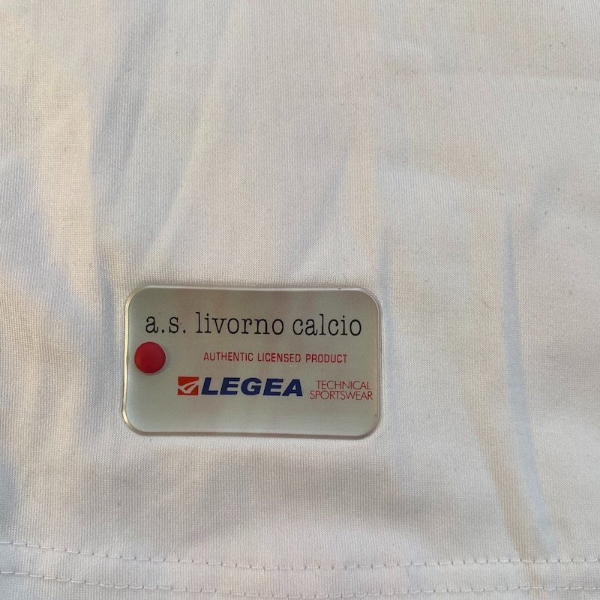 a.s. livorno calcio
AUTHENTIC LICENSED PRODUCT
LEGEA TECHNICAL
SPORTSWEAR